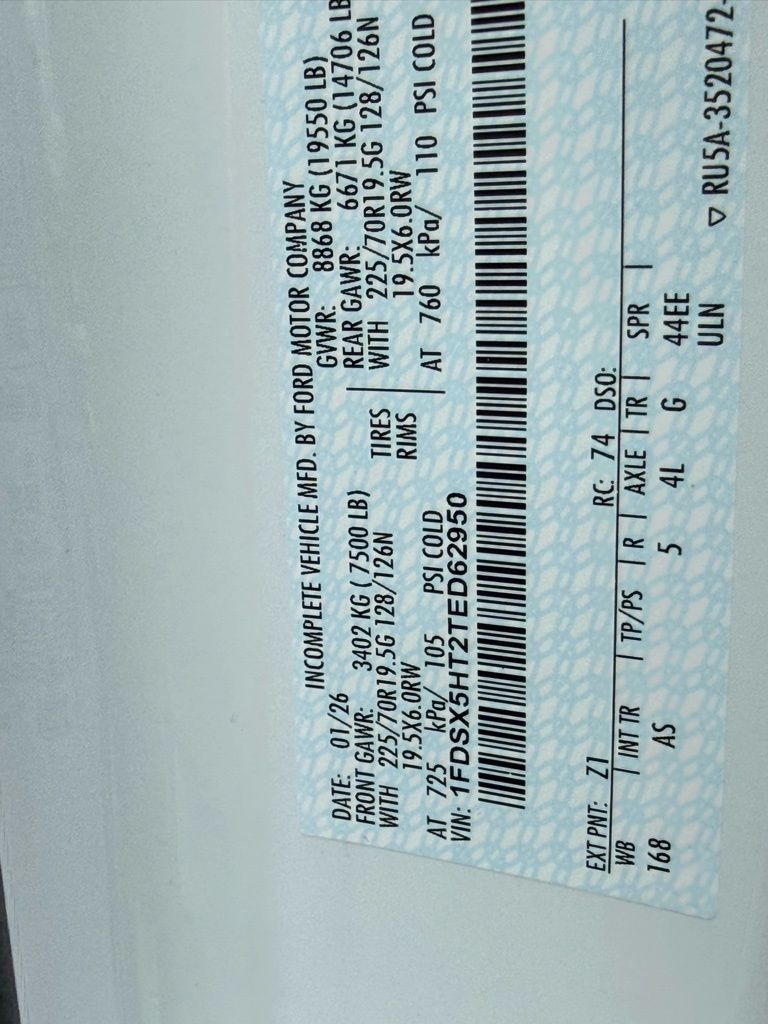 INCOMPLETE VEHICLE MFD. BY FORD MOTOR COMPANY
DATE: 01/26 GVWR: 8868 KG (19550 LB)
FRONT GAWR: 3402 KG ( 7500 LB) REAR GAWR: 6671 KG (14706 LB
WITH 225/70R19.5G 128/126N TIRES WITH 225/70R19.5G 128/126N
19.5X6.0RW RIMS 19.5X6.0RW
AT 725 kPa/ 105 PSI COLD AT 760 kPa/ 110 PSI COLD
VIN: 1FDSX5HT2TED62950
EXT PNT: Z1 RC: 74 DSO:
WB | INT TR | TP/PS | R | AXLE | TR | SPR |
168 AS 5 4L G 44EE
ULN
▽ RU5A-3520472-